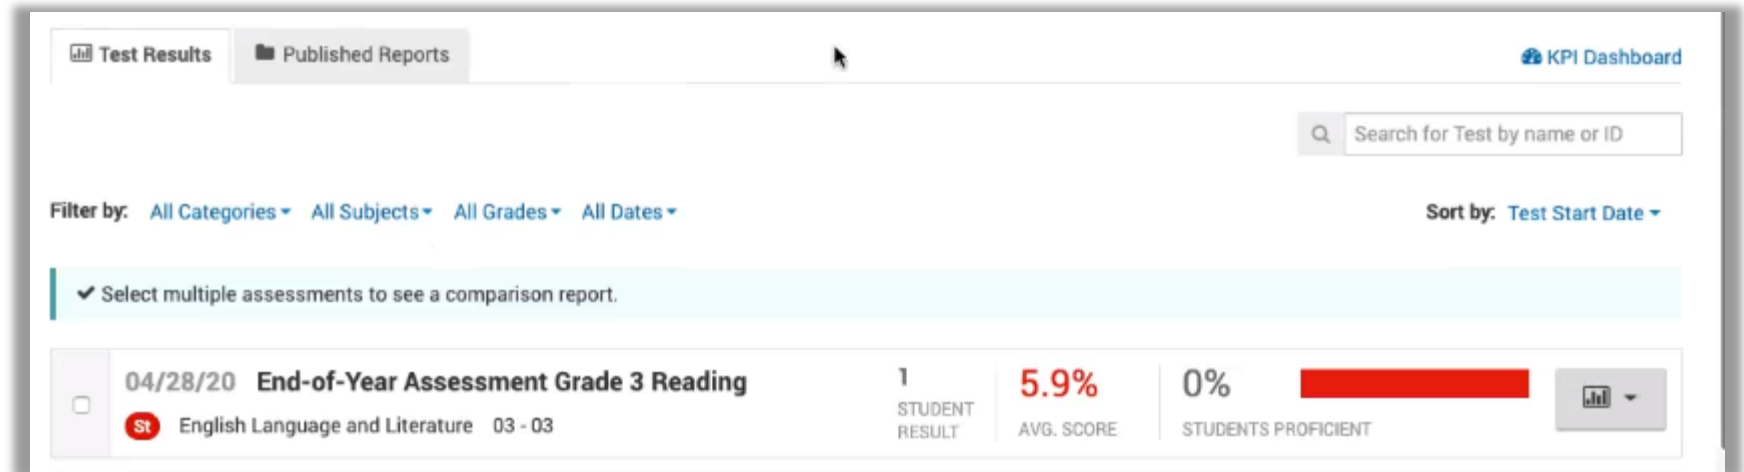 Test Results Published Reports KPI Dashboard
Search for Test by name or ID
Filter by: All Categories All Subjects All Grades All Dates Sort by: Test Start Date
Select multiple assessments to see a comparison report.
04/28/20 End-of-Year Assessment Grade 3 Reading 1 5.9% 0%
STUDENT
St English Language and Literature 03 - 03 RESULT AVG. SCORE STUDENTS PROFICIENT